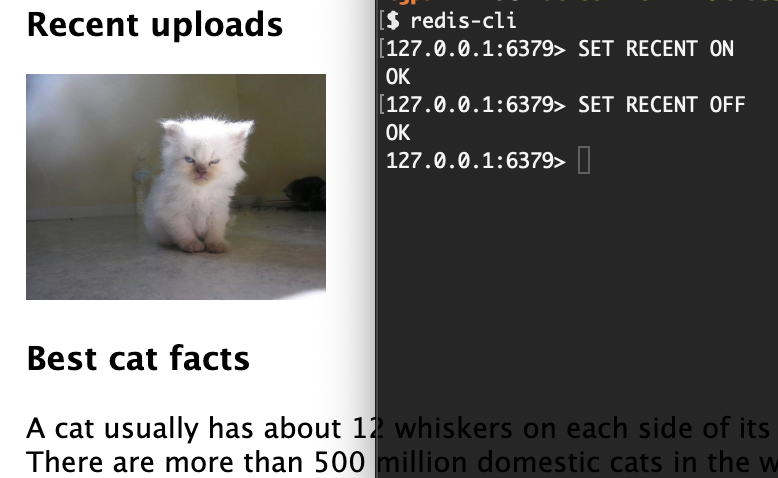 Recent uploads
Best cat facts
A cat usually has about 12 whiskers on each side of its
There are more than 500 million domestic cats in the w
[$ redis-cli
[127.0.0.1:6379> SET RECENT ON
OK
[127.0.0.1:6379> SET RECENT OFF
OK
127.0.0.1:6379>